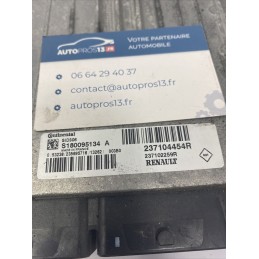 VOTRE PARTENAIRE
AUTOMOBILE
AUTOPROS13.FR
06 64 29 40 37
contact@autopros13.fr
autopros13.fr
Continental
S180095134 A
237104454R
237102259R
RENAULT